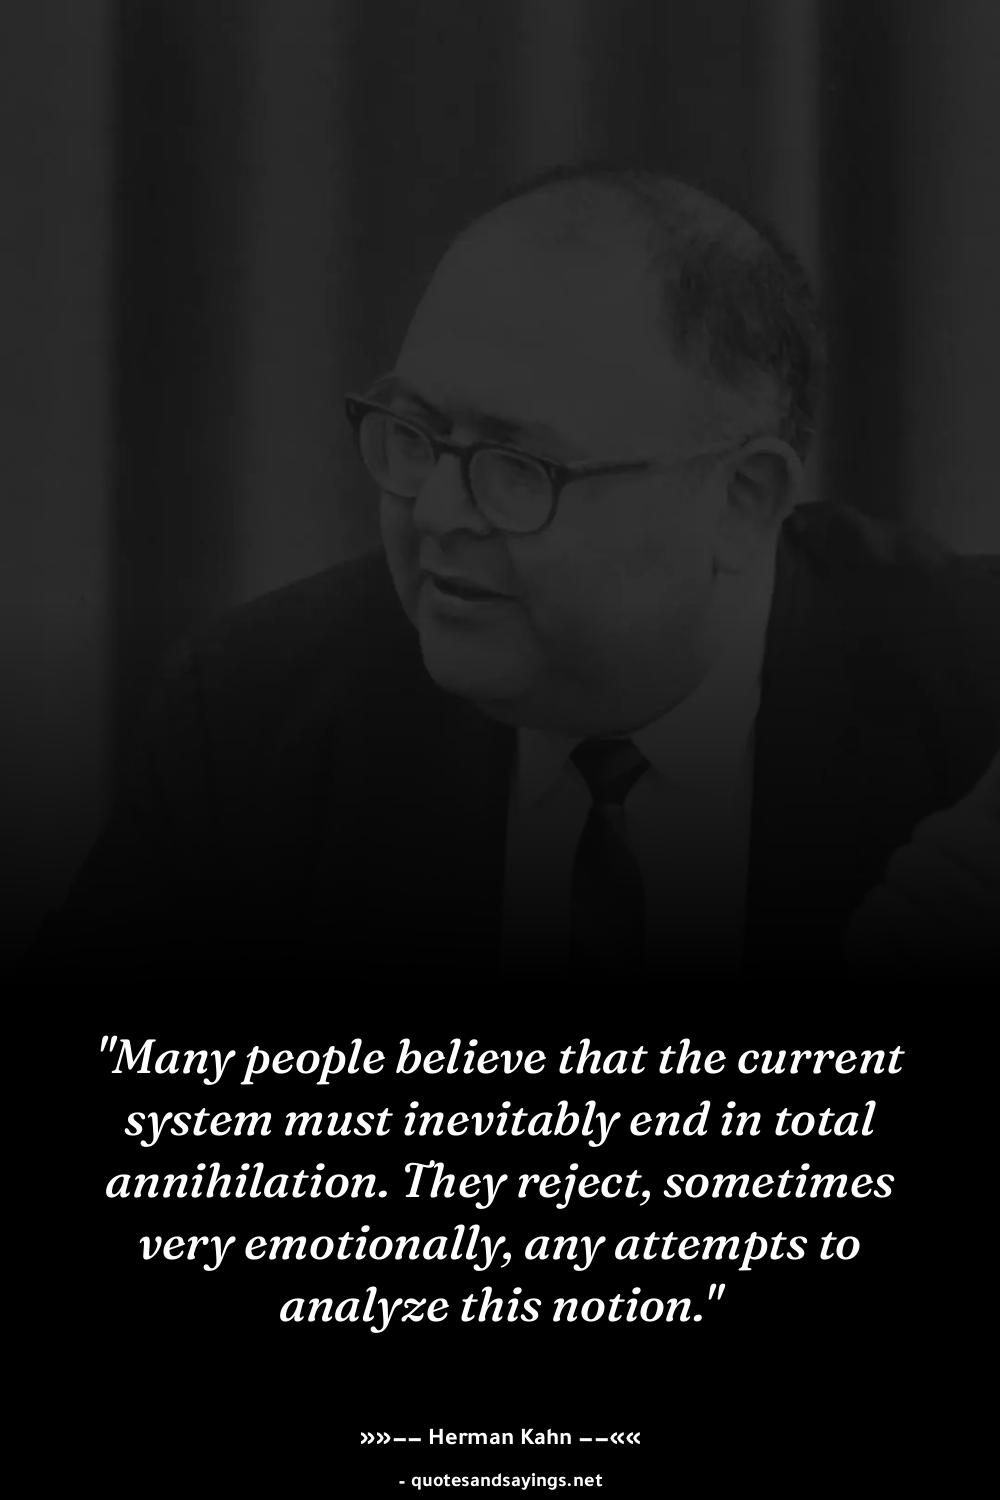 "Many people believe that the current
system must inevitably end in total
annihilation. They reject, sometimes
very emotionally, any attempts to
analyze this notion."
»»–– Herman Kahn ––««
- quotesandsayings.net